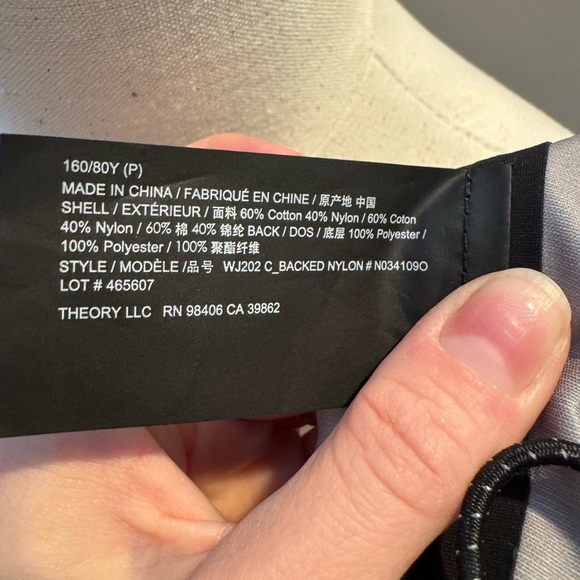 160/80Y (P)
MADE IN CHINA / FABRIQUÉ EN CHINE / 原产地 中国
SHELL / EXTÉRIEUR / 面料 60% Cotton 40% Nylon / 60% Coton
40% Nylon / 60% 棉 40% 锦纶 BACK / DOS / 底层 100% Polyester /
100% Polyester / 100% 聚酯纤维
STYLE / MODÈLE /品号 WJ202 C_BACKED NYLON # N034109O
LOT # 465607
THEORY LLC RN 98406 CA 39862